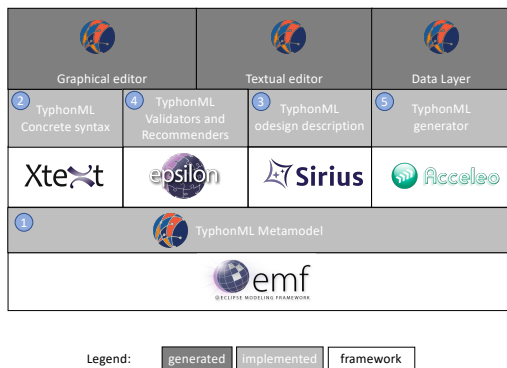 Graphical editor
Textual editor
Data Layer
2
TyphonML
Concrete syntax
4
TyphonML
Validators and
Recommenders
3
TyphonML
odesign description
5
TyphonML
generator
Xtext
epsilon
Sirius
Acceleo
1
TyphonML Metamodel
emf
@ECLIPSE MODELING FRAMEWORK
Legend:
generated
implemented
framework